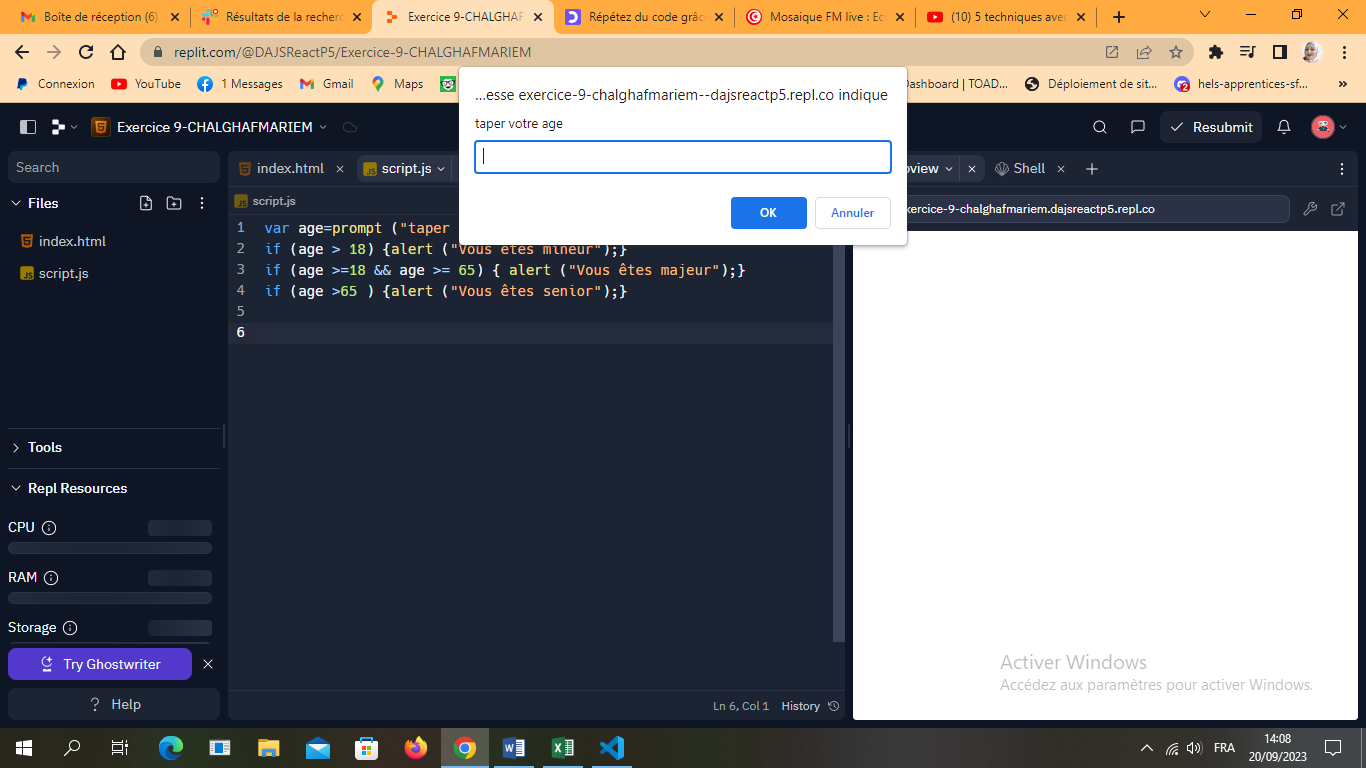 Boîte de réception (6)
Résultats de la recherc
Exercice 9-CHALGHAF
Répétez du code grâc
Mosaique FM live : Ec
(10) 5 techniques avec
replit.com/@DAJSReactP5/Exercice-9-CHALGHAFMARIEM
Connexion
YouTube
1 Messages
Gmail
Maps
Dashboard | TOAD...
Déploiement de sit...
hels-apprentices-sf...
...esse exercice-9-chalghafmariem--dajsreactp5.repl.co indique
taper votre age
OK
Annuler
Exercice 9-CHALGHAFMARIEM
Resubmit
Search
index.html
script.js
Shell
Files
script.js
xercice-9-chalghafmariem.dajsreactp5.repl.co
index.html
script.js
1 var age=prompt ("taper
2 if (age > 18) {alert ("Vous êtes mineur");}
3 if (age >=18 && age >= 65) { alert ("Vous êtes majeur");}
4 if (age >65 ) {alert ("Vous êtes senior");}
5
6
Tools
Repl Resources
CPU
RAM
Storage
Try Ghostwriter
Help
Ln 6, Col 1
History
Activer Windows
Accédez aux paramètres pour activer Windows.
FRA
14:08
20/09/2023